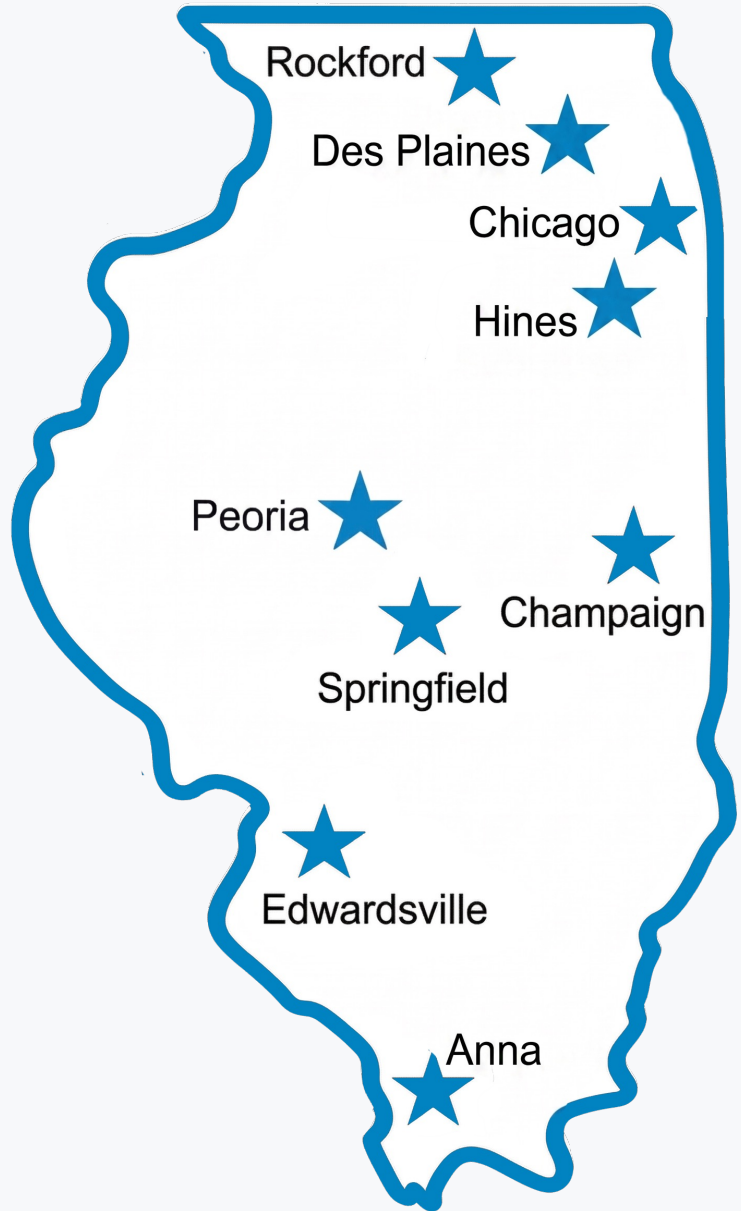 Rockford
Des Plaines
Chicago
Hines
Peoria
Champaign
Springfield
Edwardsville
Anna